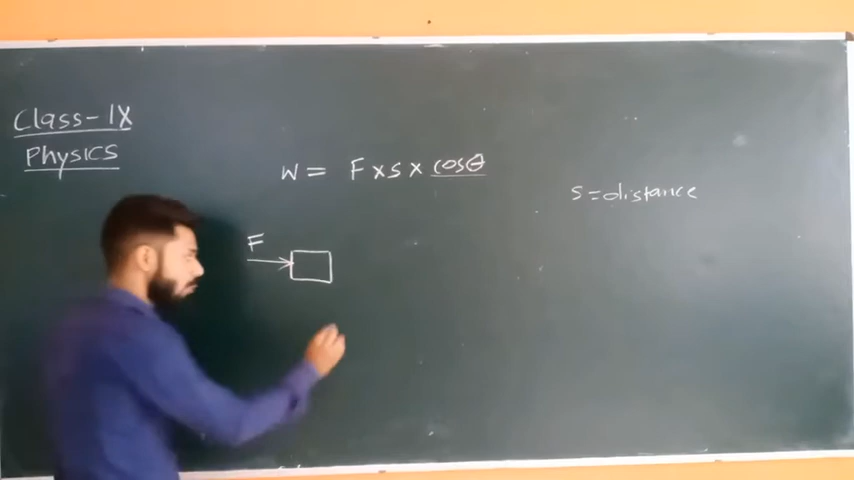 Class-IX
Physics
W = F x s x cosθ
s = distance
F